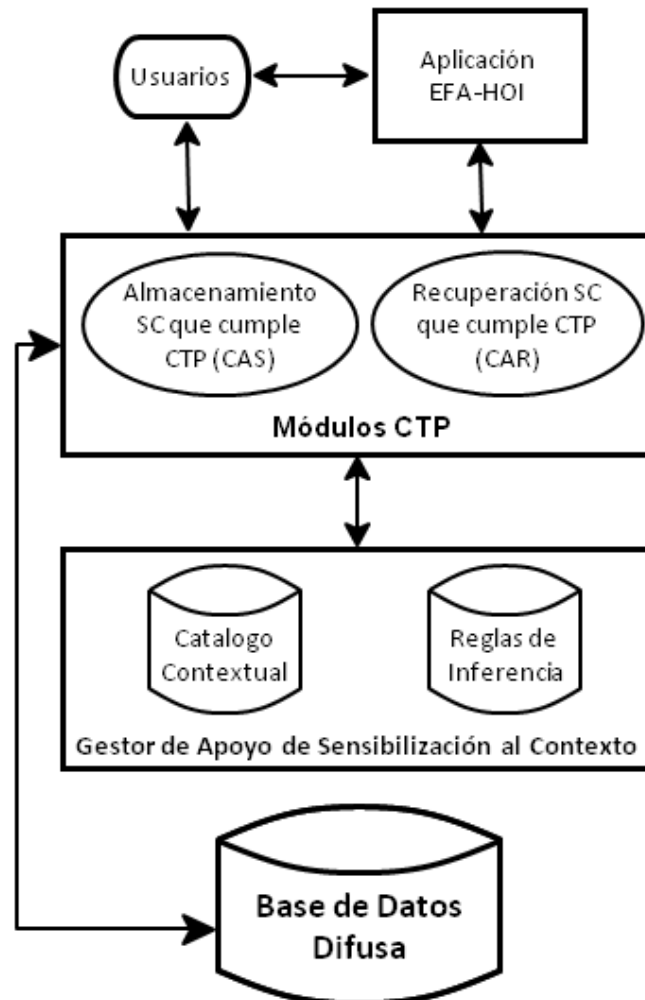 Usuarios
Aplicación
EFA-HOI
Almacenamiento
SC que cumple
CTP (CAS)
Recuperación SC
que cumple CTP
(CAR)
Módulos CTP
Catalogo
Contextual
Reglas de
Inferencia
Gestor de Apoyo de Sensibilización al Contexto
Base de Datos
Difusa